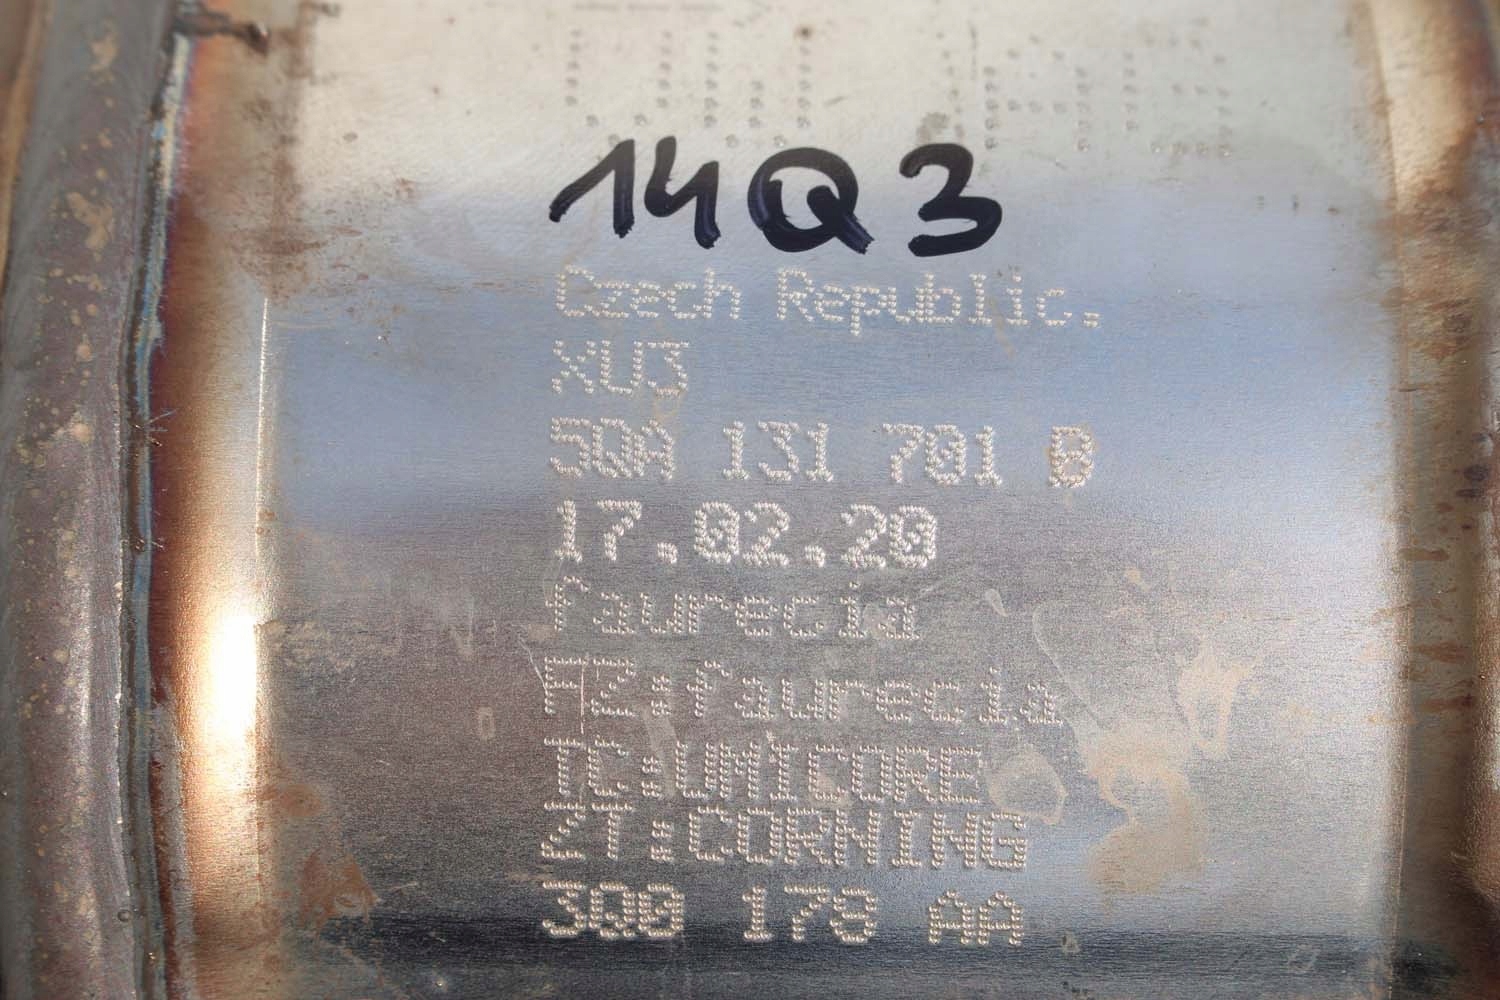 14Q3
Czech Republic.
XU3
5QA 131 701 B
17.02.20
faurecia
HZ:faurecia
TC:UMICORE
ZT:CORNING
3Q0 178 AA